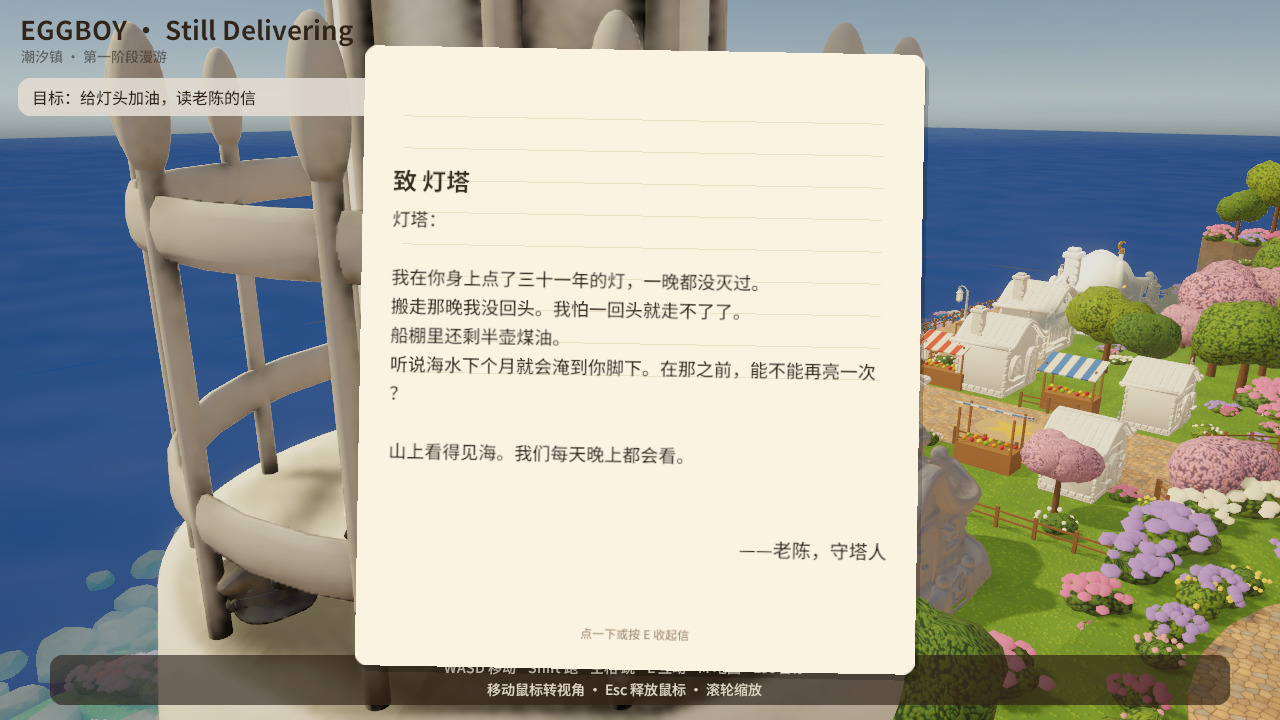 EGGBOY · Still Delivering
潮汐镇 · 第一阶段漫游
目标：给灯头加油，读老陈的信
致 灯塔
灯塔：
我在你身上点了三十一年的灯，一晚都没灭过。
搬走那晚我没回头。我怕一回头就走不了了。
船棚里还剩半壶煤油。
听说海水下个月就会淹到你脚下。在那之前，能不能再亮一次
？
山上看得见海。我们每天晚上都会看。
——老陈，守塔人
点一下或按 E 收起信
移动鼠标转视角 · Esc 释放鼠标 · 滚轮缩放